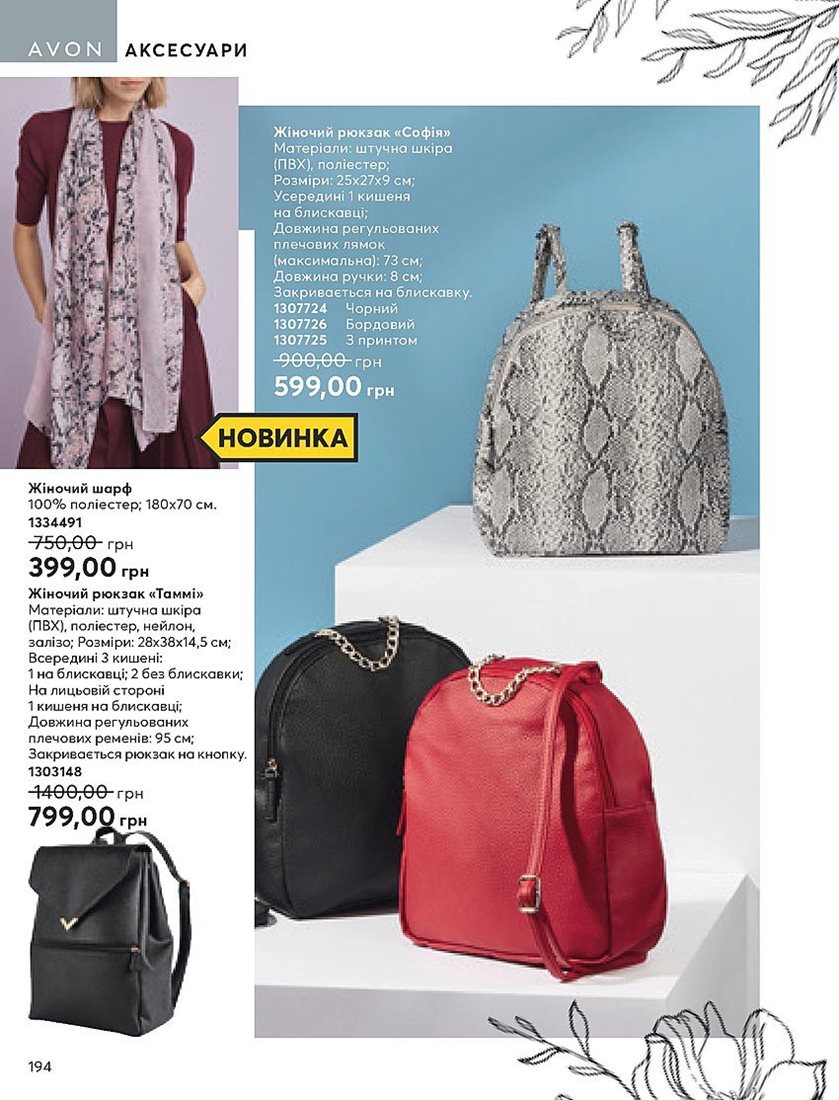 AVON АКСЕСУАРИ
Жіночий рюкзак «Софія»
Матеріали: штучна шкіра
(ПВХ), поліестер;
Розміри: 25х27х9 см;
Усередині 1 кишеня
на блискавці;
Довжина регульованих
плечових лямок
(максимальна): 73 см;
Довжина ручки: 8 см;
Закривається на блискавку.
1307724 Чорний
1307726 Бордовий
1307725 З принтом
900,00 грн
599,00 грн
НОВИНКА
Жіночий шарф
100% поліестер; 180х70 см.
1334491
750,00 грн
399,00 грн
Жіночий рюкзак «Таммі»
Матеріали: штучна шкіра
(ПВХ), поліестер, нейлон,
залізо; Розміри: 28х38х14,5 см;
Всередині 3 кишені:
1 на блискавці; 2 без блискавки;
На лицьовій стороні
1 кишеня на блискавці;
Довжина регульованих
плечових ременів: 95 см;
Закривається рюкзак на кнопку.
1303148
1400,00 грн
799,00 грн
194